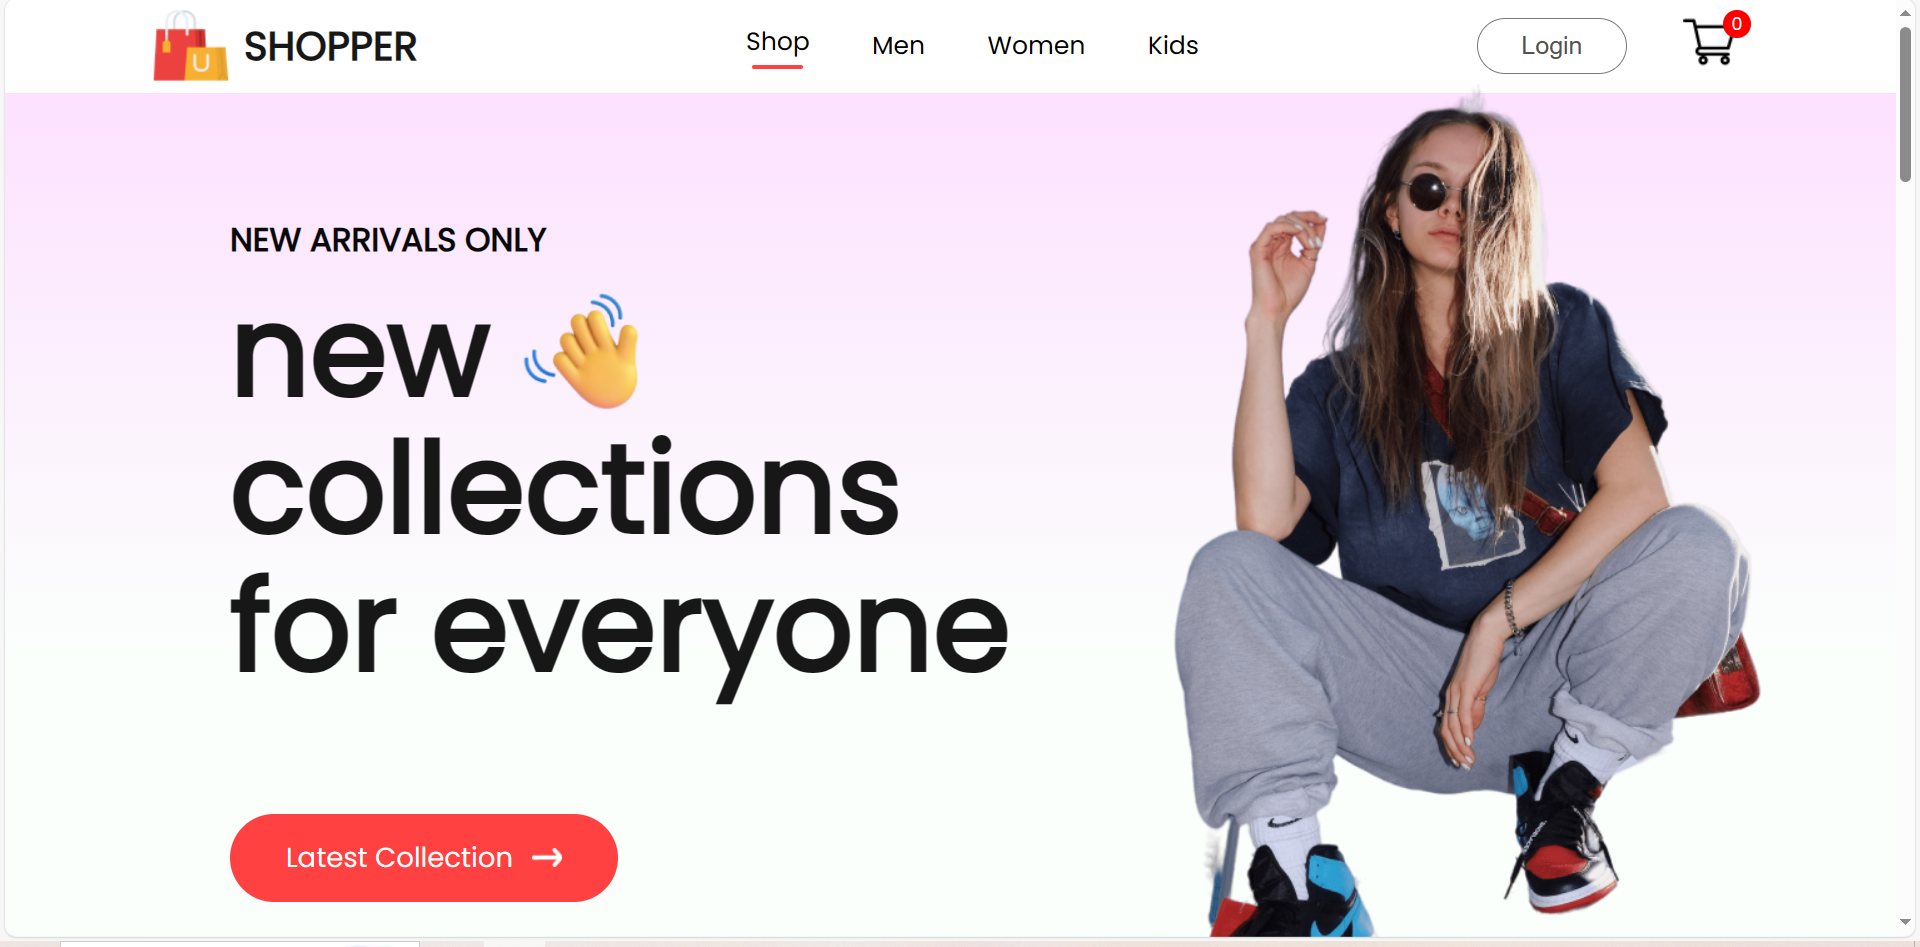 SHOPPER
Shop
Men
Women
Kids
Login
0
NEW ARRIVALS ONLY
new 👋
collections
for everyone
Latest Collection →